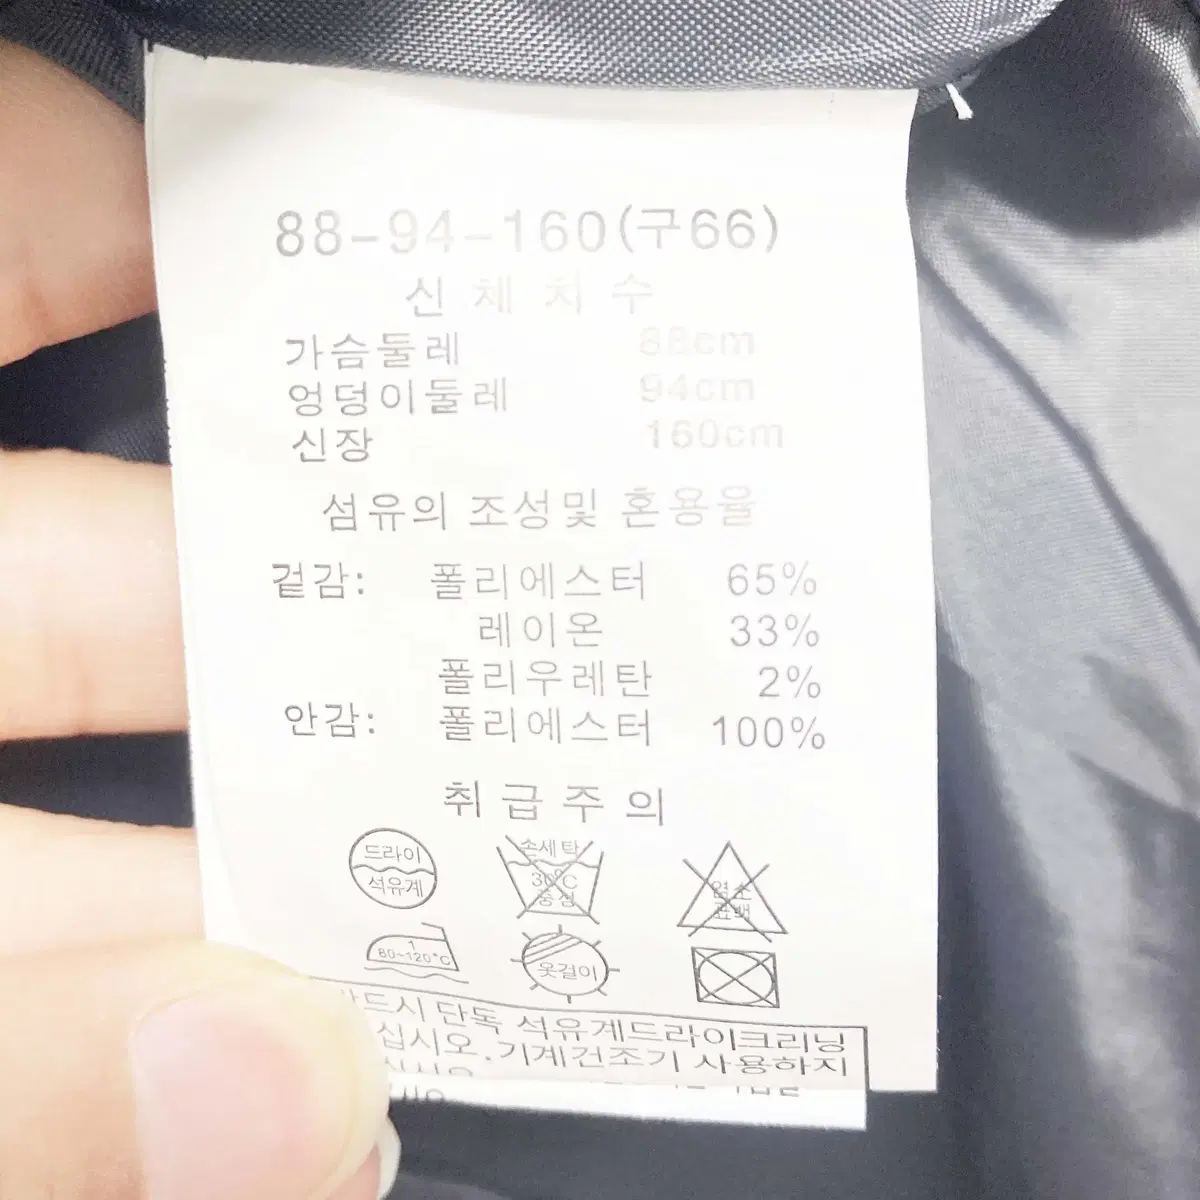 88-94-160(구66)
신체치수
가슴둘레 88cm
엉덩이둘레 94cm
신장 160cm
섬유의 조성및 혼용율
겉감: 폴리에스터 65%
레이온 33%
폴리우레탄 2%
안감: 폴리에스터 100%
취급주의
드라이
석유계
손세탁
30℃
중성
염소
표백
1
80~120℃
옷걸이
단독 석유계드라이크리닝
십시오.기계건조기 사용하지